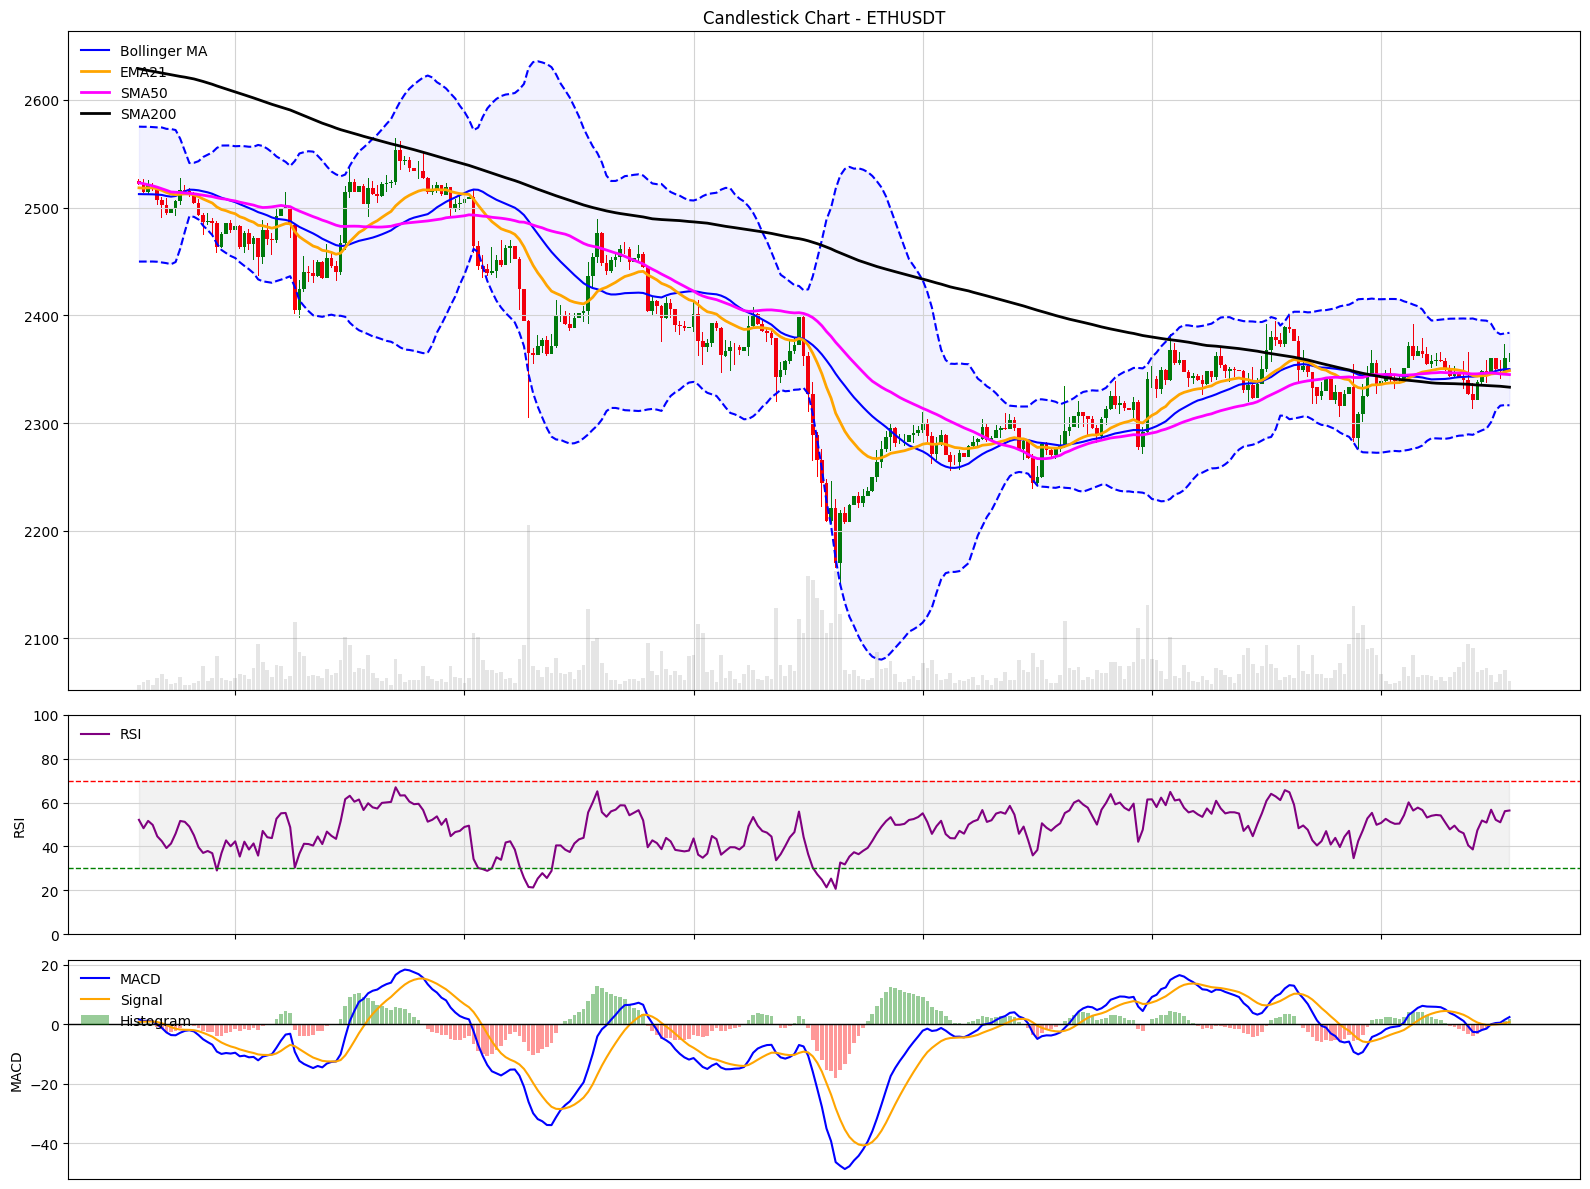 Candlestick Chart - ETHUSDT
Bollinger MA
EMA21
SMA50
SMA200
2600
2500
2400
2300
2200
2100
RSI
100
80
60
40
20
0
RSI
MACD
Signal
Histogram
20
0
−20
−40
MACD